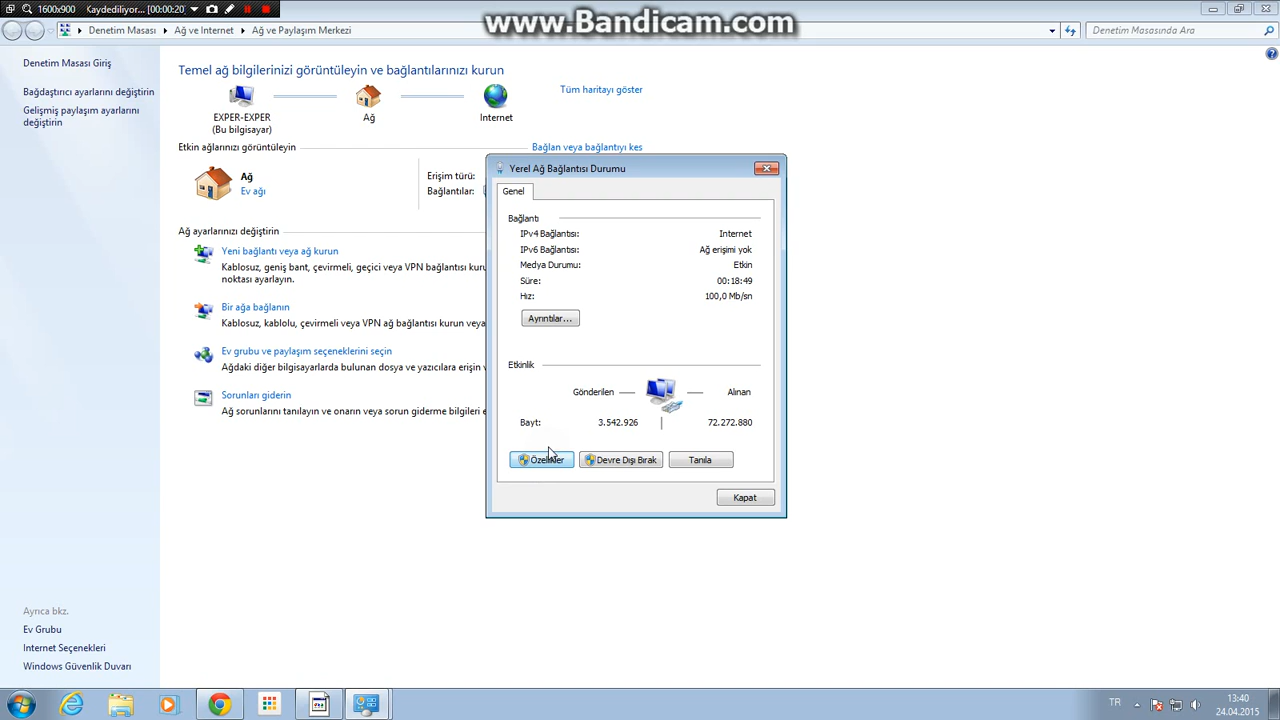 1600x900 Kaydediliyor... [00:00:20]
www.Bandicam.com
Denetim Masası Ağ ve Internet Ağ ve Paylaşım Merkezi
Denetim Masasında Ara
Denetim Masası Giriş
Bağdaştırıcı ayarlarını değiştirin
Gelişmiş paylaşım ayarlarını
değiştirin
Temel ağ bilgilerinizi görüntüleyin ve bağlantılarınızı kurun
Tüm haritayı göster
EXPER-EXPER
(Bu bilgisayar)
Ağ
Internet
Etkin ağlarınızı görüntüleyin
Bağlan veya bağlantıyı kes
Ağ
Ev ağı
Erişim türü:
Bağlantılar:
Ağ ayarlarınızı değiştirin
Yeni bağlantı veya ağ kurun
Kablosuz, geniş bant, çevirmeli, geçici veya VPN bağlantısı kuru
noktası ayarlayın.
Bir ağa bağlanın
Kablosuz, kablolu, çevirmeli veya VPN ağ bağlantısı kurun veya
Ev grubu ve paylaşım seçeneklerini seçin
Ağdaki diğer bilgisayarlarda bulunan dosya ve yazıcılara erişin v
Sorunları giderin
Ağ sorunlarını tanılayın ve onarın veya sorun giderme bilgileri e
Yerel Ağ Bağlantısı Durumu
Genel
Bağlantı
IPv4 Bağlantısı: Internet
IPv6 Bağlantısı: Ağ erişimi yok
Medya Durumu: Etkin
Süre: 00:18:49
Hız: 100,0 Mb/sn
Ayrıntılar...
Etkinlik
Gönderilen Alınan
Bayt: 3.542.926 72.272.880
Özellikler Devre Dışı Bırak Tanıla
Kapat
Ayrıca bkz.
Ev Grubu
Internet Seçenekleri
Windows Güvenlik Duvarı
TR
13:40
24.04.2015